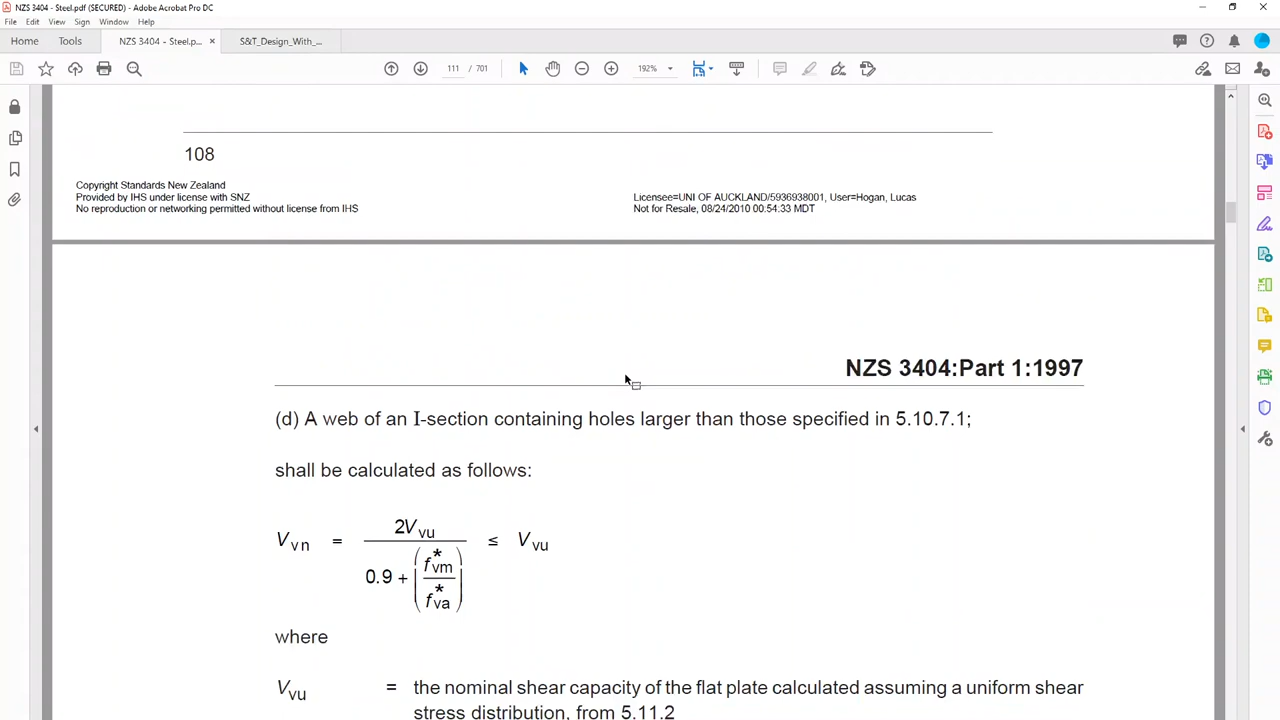 NZS 3404 - Steel.pdf (SECURED) - Adobe Acrobat Pro DC
File Edit View Sign Window Help
Home Tools NZS 3404 - Steel.p... × S&T_Design_With_...
111 / 701 192%
108
Copyright Standards New Zealand
Provided by IHS under license with SNZ
No reproduction or networking permitted without license from IHS
Licensee=UNI OF AUCKLAND/5936938001, User=Hogan, Lucas
Not for Resale, 08/24/2010 00:54:33 MDT
NZS 3404:Part 1:1997
(d) A web of an I-section containing holes larger than those specified in 5.10.7.1;
shall be calculated as follows:
V vn = 2V vu / (0.9 + (f* vm / f* va)) ≤ V vu
where
V vu = the nominal shear capacity of the flat plate calculated assuming a uniform shear
stress distribution, from 5.11.2